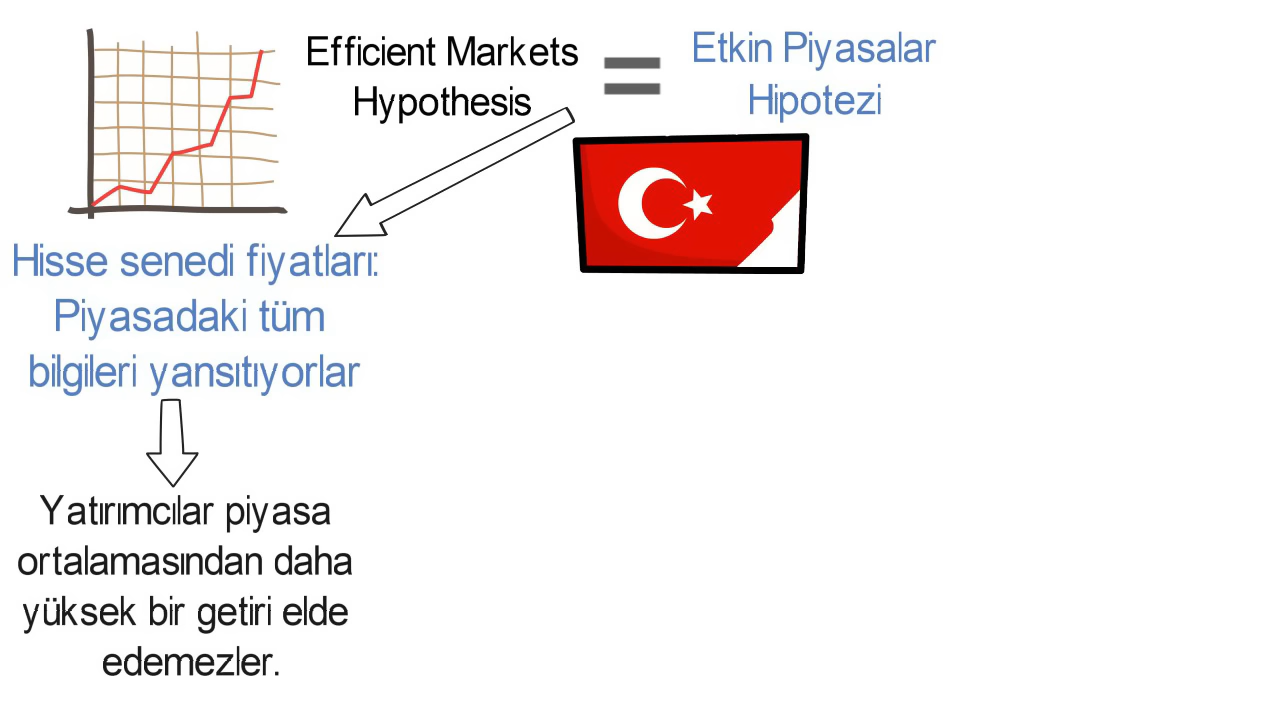 Efficient Markets
Hypothesis
=
Etkin Piyasalar
Hipotezi
Hisse senedi fiyatları:
Piyasadaki tüm
bilgileri yansıtıyorlar
Yatırımcılar piyasa
ortalamasından daha
yüksek bir getiri elde
edemezler.